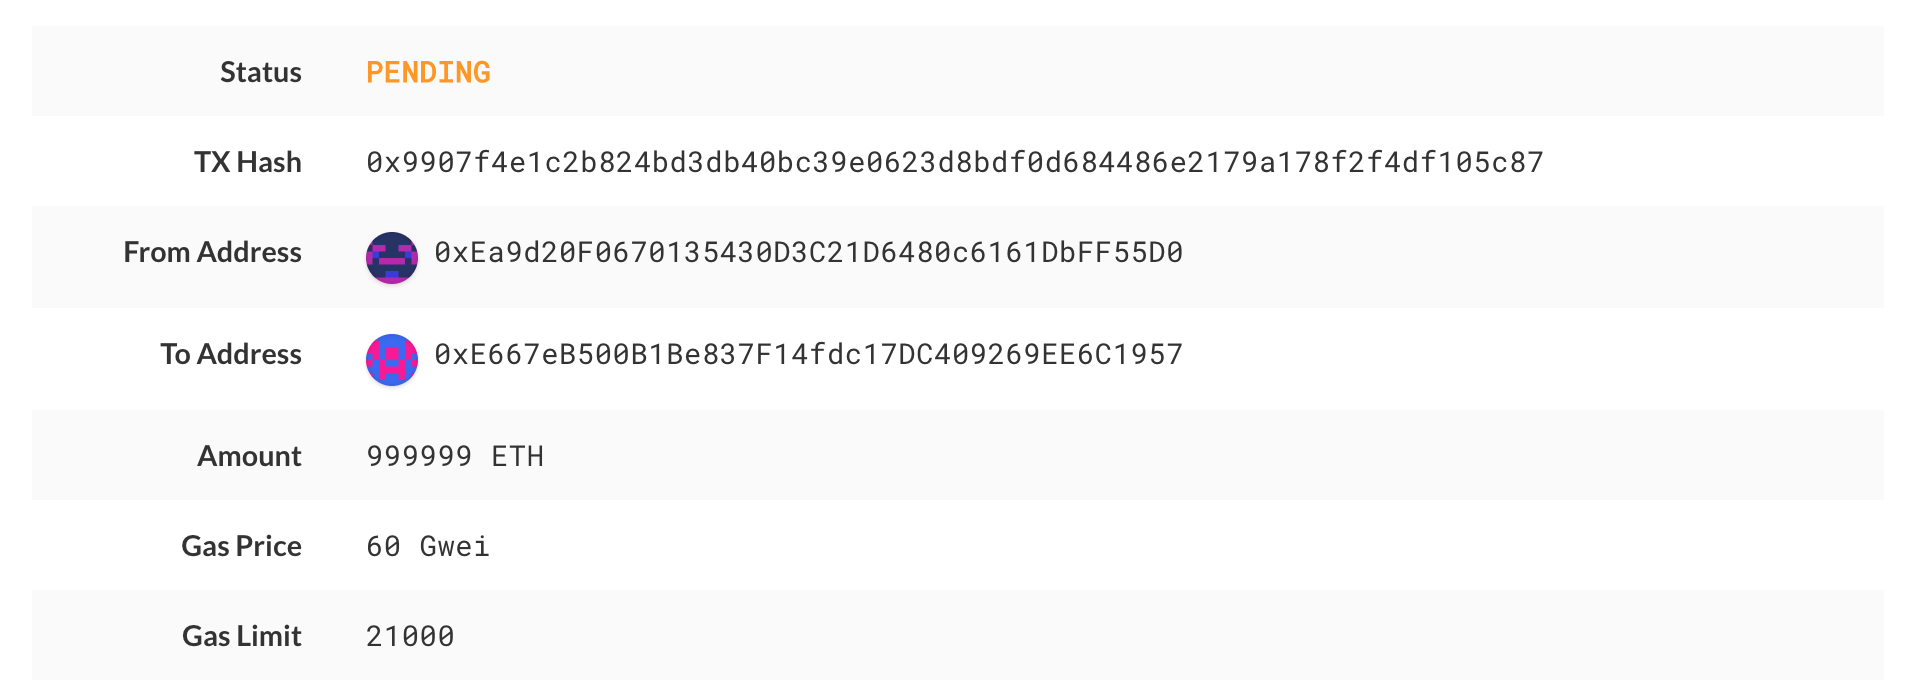 Status PENDING
TX Hash 0x9907f4e1c2b824bd3db40bc39e0623d8bdf0d684486e2179a178f2f4df105c87
From Address 0xEa9d20F0670135430D3C21D6480c6161DbFF55D0
To Address 0xE667eB500B1Be837F14fdc17DC409269EE6C1957
Amount 999999 ETH
Gas Price 60 Gwei
Gas Limit 21000